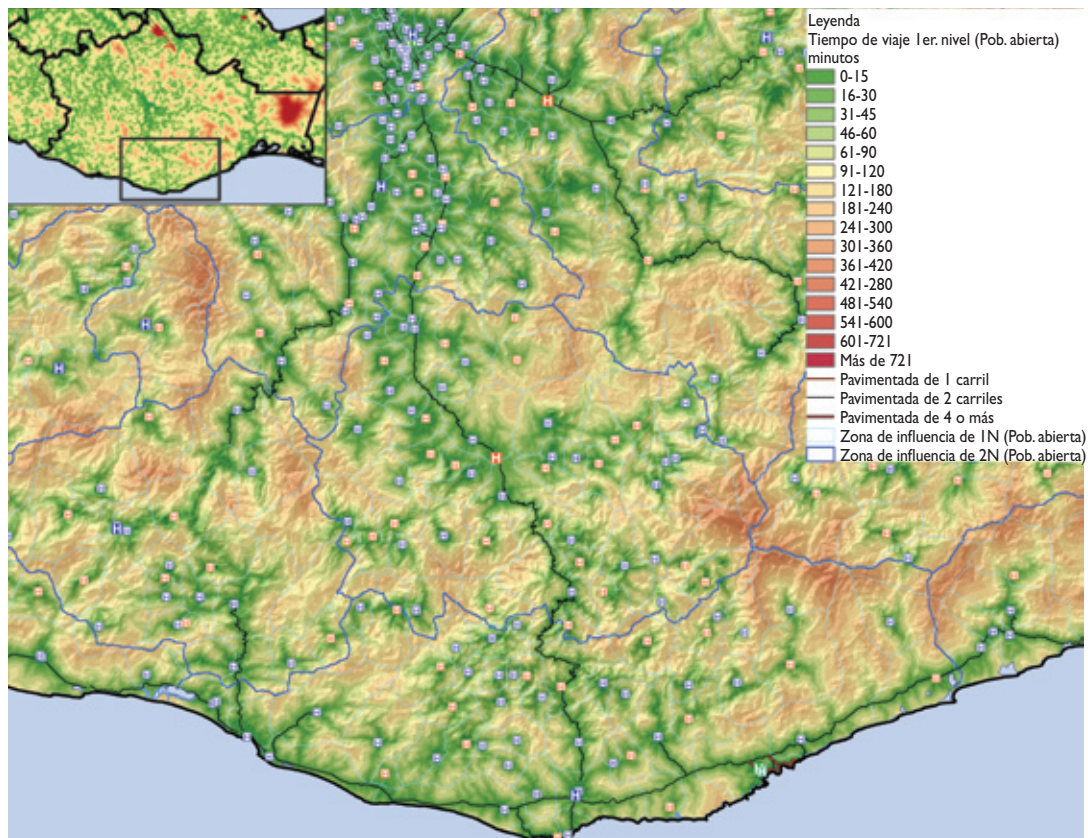 Leyenda
Tiempo de viaje 1er. nivel (Pob. abierta)
minutos
0-15
16-30
31-45
46-60
61-90
91-120
121-180
181-240
241-300
301-360
361-420
421-280
481-540
541-600
601-721
Más de 721
Pavimentada de 1 carril
Pavimentada de 2 carriles
Pavimentada de 4 o más
Zona de influencia de 1N (Pob. abierta)
Zona de influencia de 2N (Pob. abierta)
H
H
H
H
H
H
H
H
H